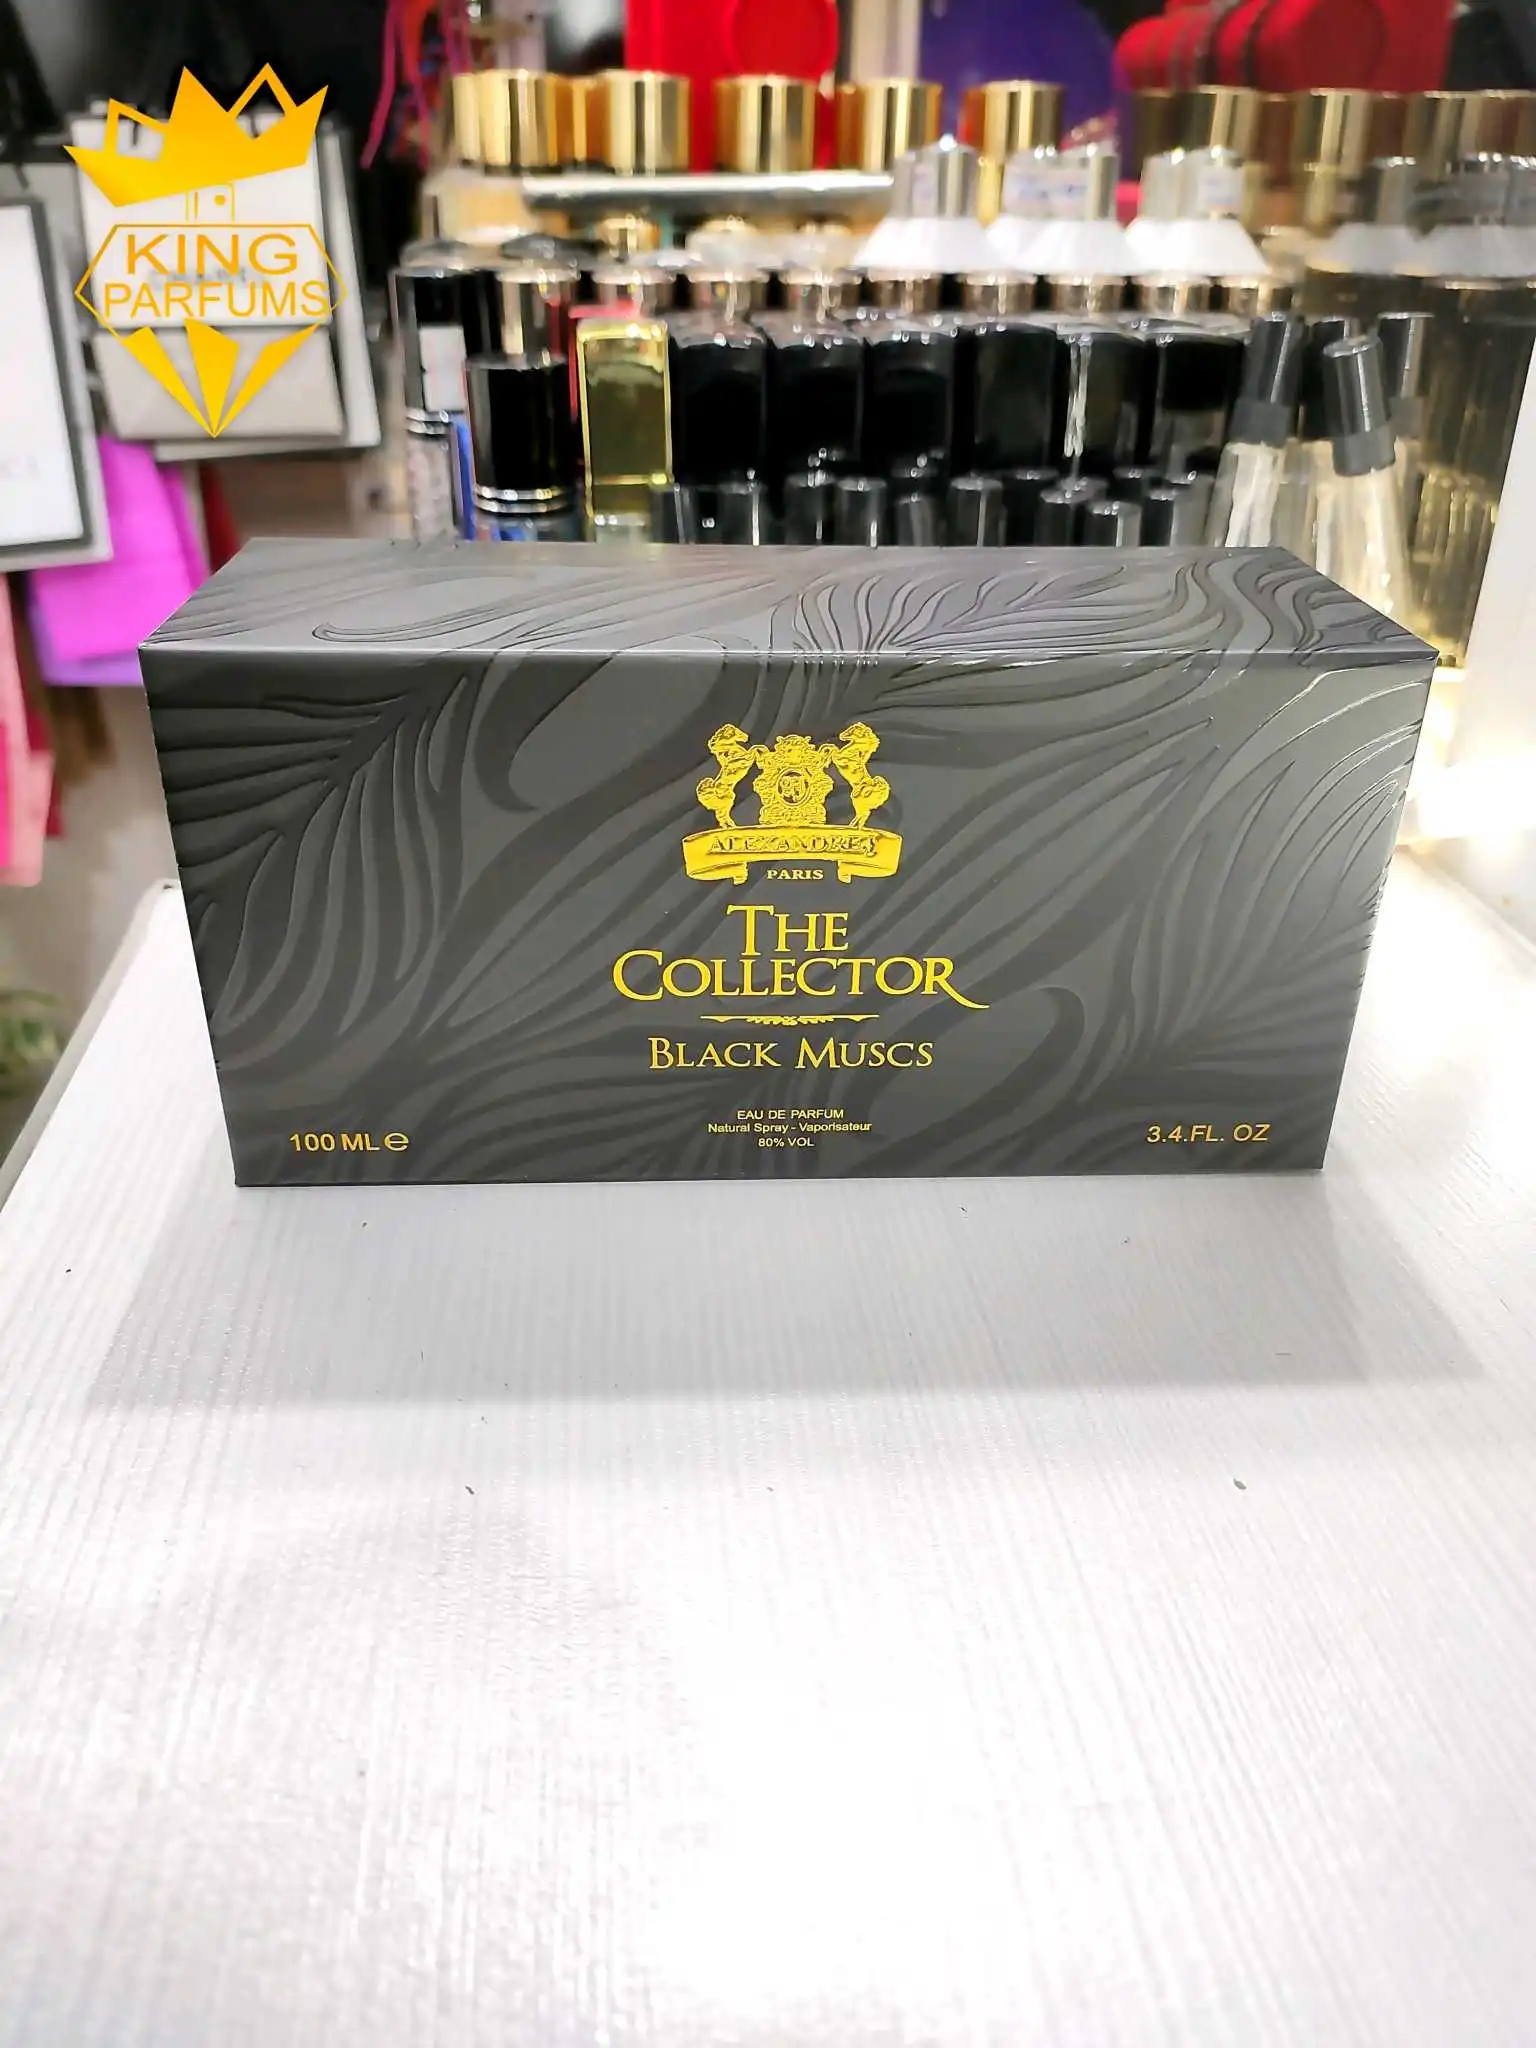 KING
PARFUMS
ALEXANDRE.J
PARIS
THE
COLLECTOR
BLACK MUSCS
EAU DE PARFUM
Natural Spray - Vaporisateur
80% VOL
100 ML e
3.4.FL. OZ